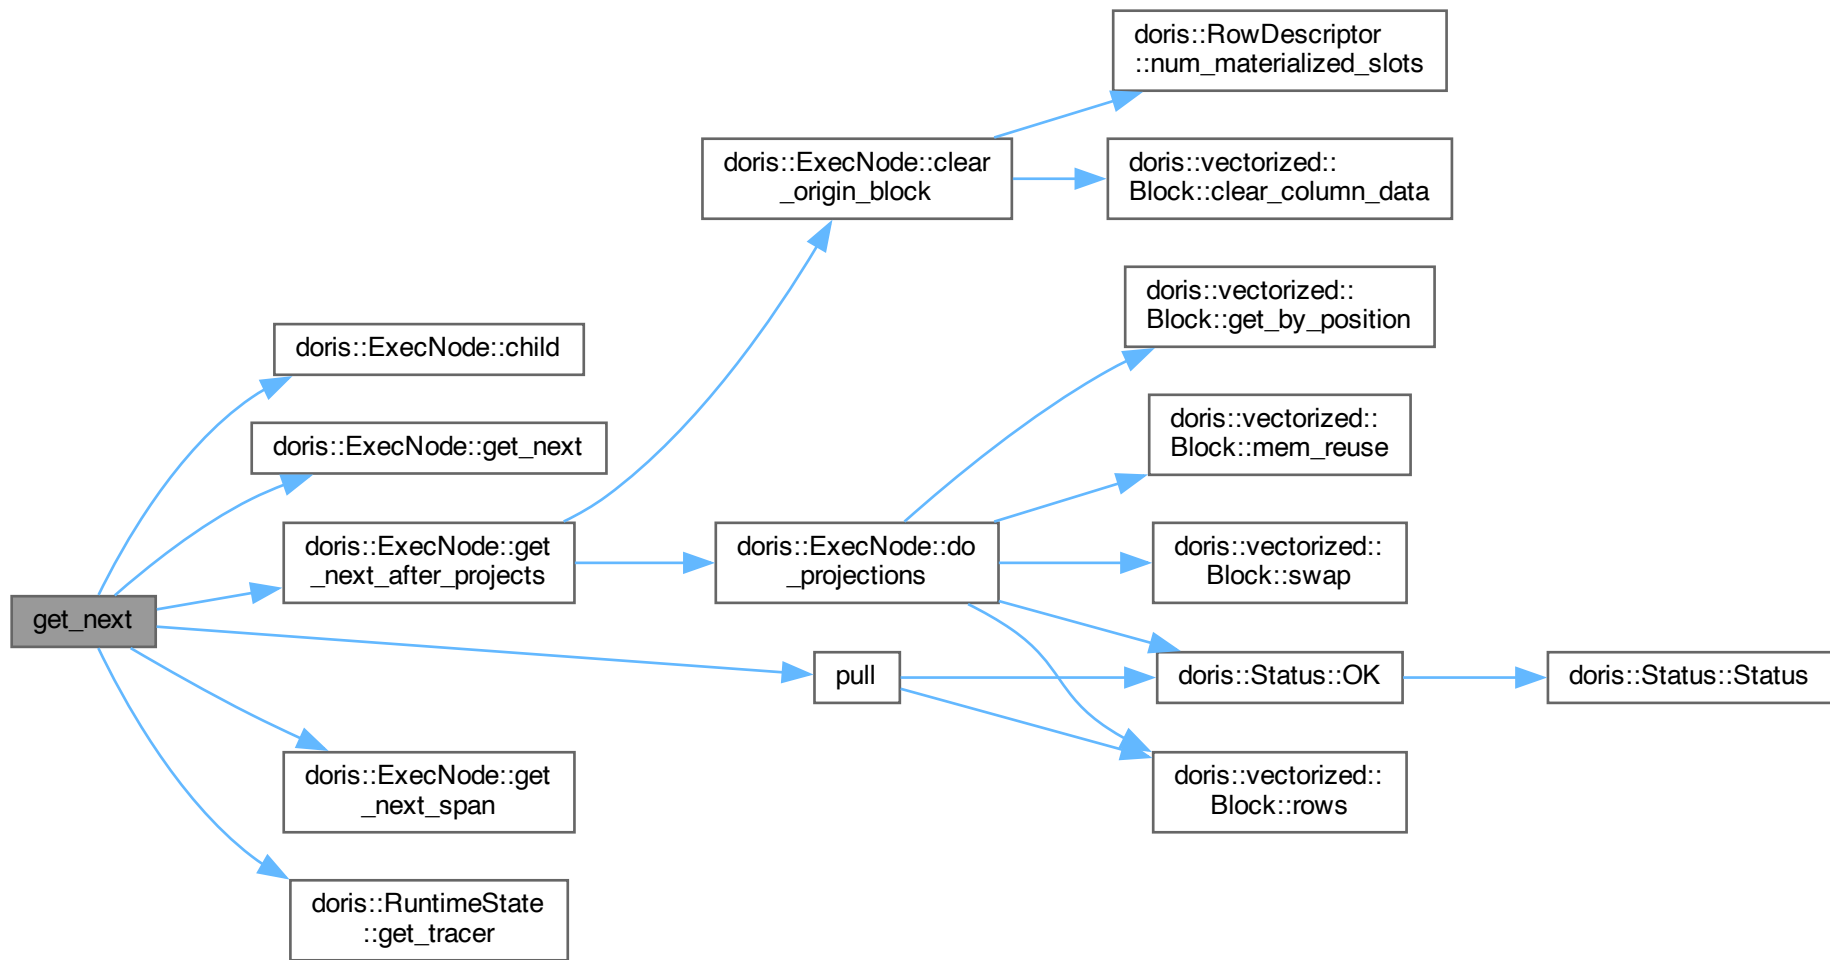 get_next
doris::ExecNode::child
doris::ExecNode::get_next
doris::ExecNode::get
_next_after_projects
pull
doris::ExecNode::get
_next_span
doris::RuntimeState
::get_tracer
doris::ExecNode::clear
_origin_block
doris::ExecNode::do
_projections
doris::RowDescriptor
::num_materialized_slots
doris::vectorized::
Block::clear_column_data
doris::vectorized::
Block::get_by_position
doris::vectorized::
Block::mem_reuse
doris::vectorized::
Block::swap
doris::Status::OK
doris::vectorized::
Block::rows
doris::Status::Status